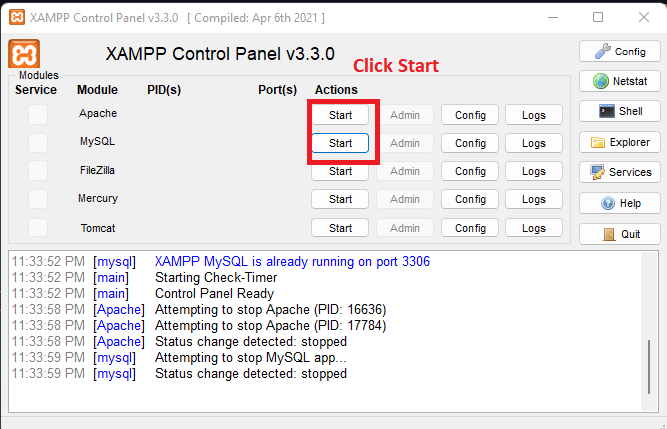 XAMPP Control Panel v3.3.0 [ Compiled: Apr 6th 2021 ]
XAMPP Control Panel v3.3.0
Click Start
Config
Modules
Service Module PID(s) Port(s) Actions
Netstat
Apache Start Admin Config Logs
Shell
MySQL Start Admin Config Logs
Explorer
FileZilla Start Admin Config Logs
Services
Mercury Start Admin Config Logs
Help
Tomcat Start Admin Config Logs
Quit
11:33:52 PM [mysql] XAMPP MySQL is already running on port 3306
11:33:52 PM [main] Starting Check-Timer
11:33:52 PM [main] Control Panel Ready
11:33:58 PM [Apache] Attempting to stop Apache (PID: 16636)
11:33:58 PM [Apache] Attempting to stop Apache (PID: 17784)
11:33:58 PM [Apache] Status change detected: stopped
11:33:59 PM [mysql] Attempting to stop MySQL app...
11:33:59 PM [mysql] Status change detected: stopped